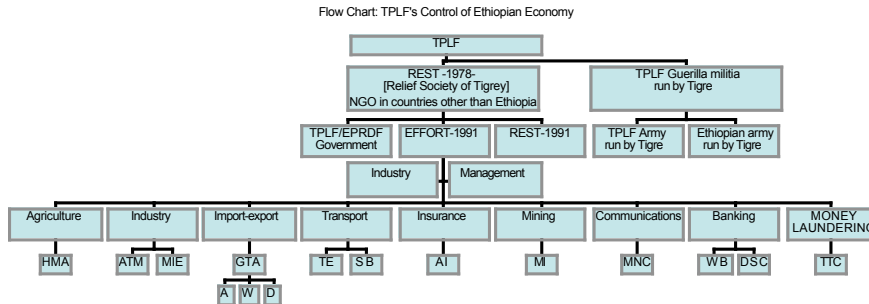 Flow Chart: TPLF's Control of Ethiopian Economy
TPLF
REST -1978-
[Relief Society of Tigrey]
NGO in countries other than Ethiopia
TPLF Guerilla militia
run by Tigre
TPLF/EPRDF
Government
EFFORT-1991
REST-1991
TPLF Army
run by Tigre
Ethiopian army
run by Tigre
Industry
Management
Agriculture
Industry
Import-export
Transport
Insurance
Mining
Communications
Banking
MONEY
LAUNDERING
HMA
ATM
MIE
GTA
TE
SB
AI
MI
MNC
WB
DSC
TTC
A
W
D